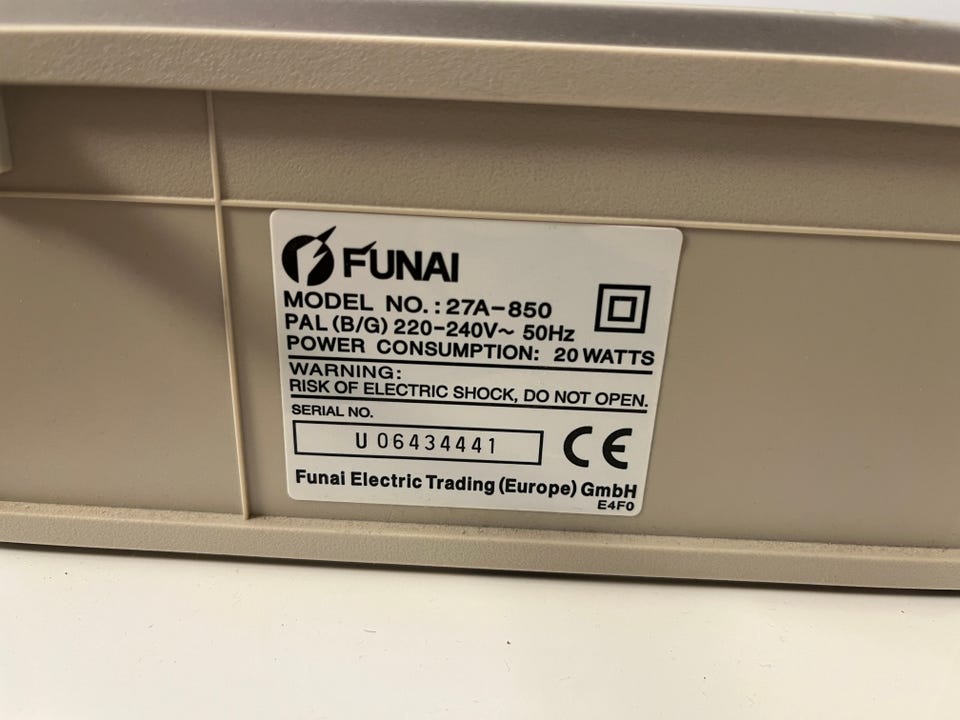 FUNAI
MODEL NO.: 27A-850
PAL (B/G) 220-240V~ 50Hz
POWER CONSUMPTION: 20 WATTS
WARNING:
RISK OF ELECTRIC SHOCK, DO NOT OPEN.
SERIAL NO.
U 06434441
CE
Funai Electric Trading (Europe) GmbH
E4F0